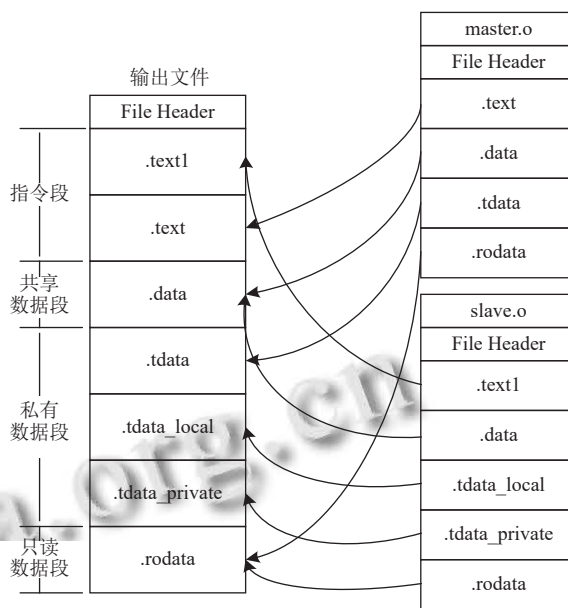 输出文件
File Header
.text1
.text
.data
.tdata
.tdata_local
.tdata_private
.rodata
指令段
共享
数据段
私有
数据段
只读
数据段
master.o
File Header
.text
.data
.tdata
.rodata
slave.o
File Header
.text1
.data
.tdata_local
.tdata_private
.rodata
a.org.cn